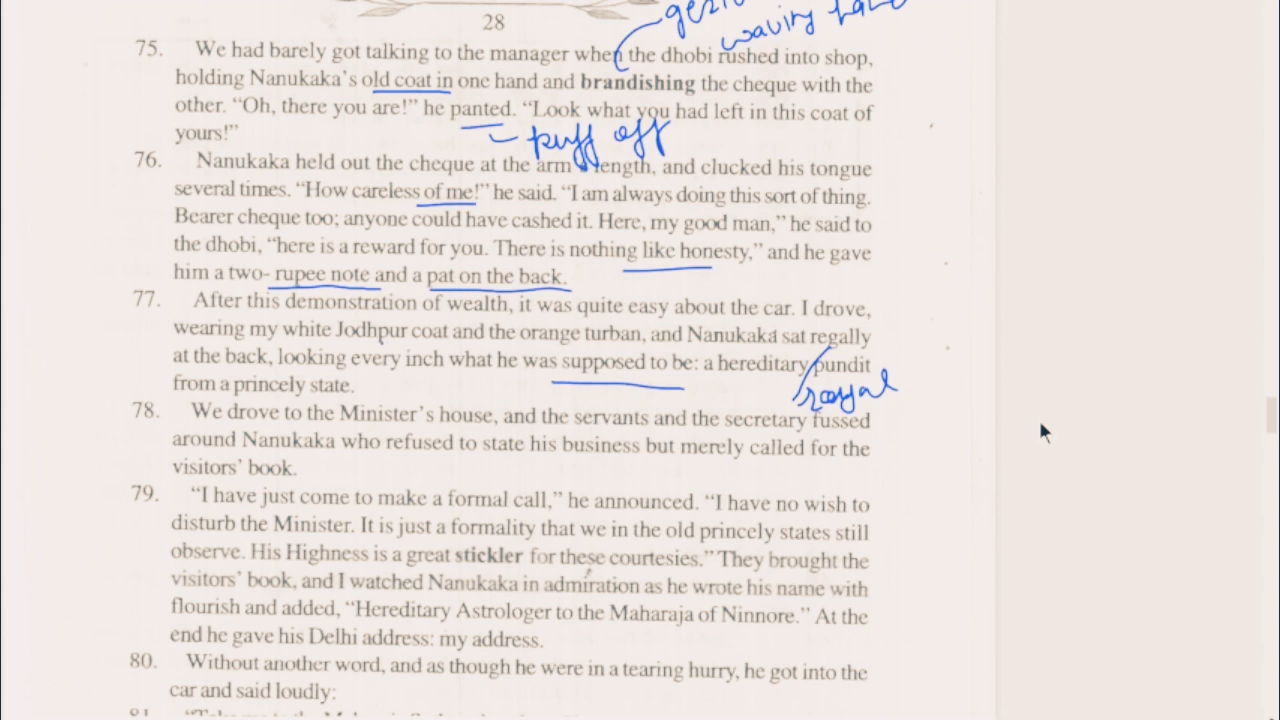 28
waving hand
75. We had barely got talking to the manager when the dhobi rushed into shop,
holding Nanukaka's old coat in one hand and brandishing the cheque with the
other. “Oh, there you are!” he panted. “Look what you had left in this coat of
yours!”
puff off
76. Nanukaka held out the cheque at the arm length, and clucked his tongue
several times. “How careless of me!” he said. “I am always doing this sort of thing.
Bearer cheque too; anyone could have cashed it. Here, my good man,” he said to
the dhobi, “here is a reward for you. There is nothing like honesty,” and he gave
him a two- rupee note and a pat on the back.
77. After this demonstration of wealth, it was quite easy about the car. I drove,
wearing my white Jodhpur coat and the orange turban, and Nanukaka sat regally
at the back, looking every inch what he was supposed to be: a hereditary pundit
from a princely state.
royal
78. We drove to the Minister's house, and the servants and the secretary fussed
around Nanukaka who refused to state his business but merely called for the
visitors' book.
79. “I have just come to make a formal call,” he announced. “I have no wish to
disturb the Minister. It is just a formality that we in the old princely states still
observe. His Highness is a great stickler for these courtesies.” They brought the
visitors' book, and I watched Nanukaka in admiration as he wrote his name with
flourish and added, “Hereditary Astrologer to the Maharaja of Ninnore.” At the
end he gave his Delhi address: my address.
80. Without another word, and as though he were in a tearing hurry, he got into the
car and said loudly: